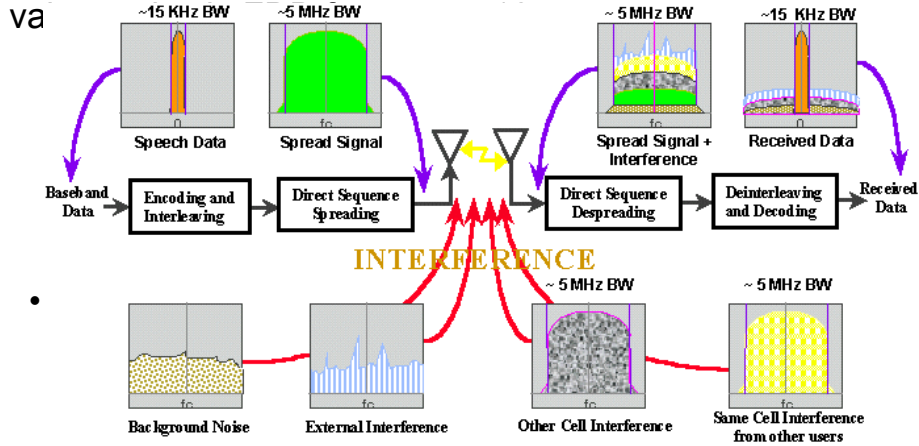 va
~15 KHz BW
~5 MHz BW
~ 5 MHz BW
~15 KHz BW
0
fc
fc
0
Speech Data
Spread Signal
Spread Signal +
Interference
Received Data
Baseband
Data
Encoding and
Interleaving
Direct Sequence
Spreading
Direct Sequence
Despreading
Deinterleaving
and Decoding
Received
Data
INTERFERENCE
~ 5 MHz BW
~ 5 MHz BW
•
fc
fc
fc
fc
Background Noise
External Interference
Other Cell Interference
Same Cell Interference
from other users